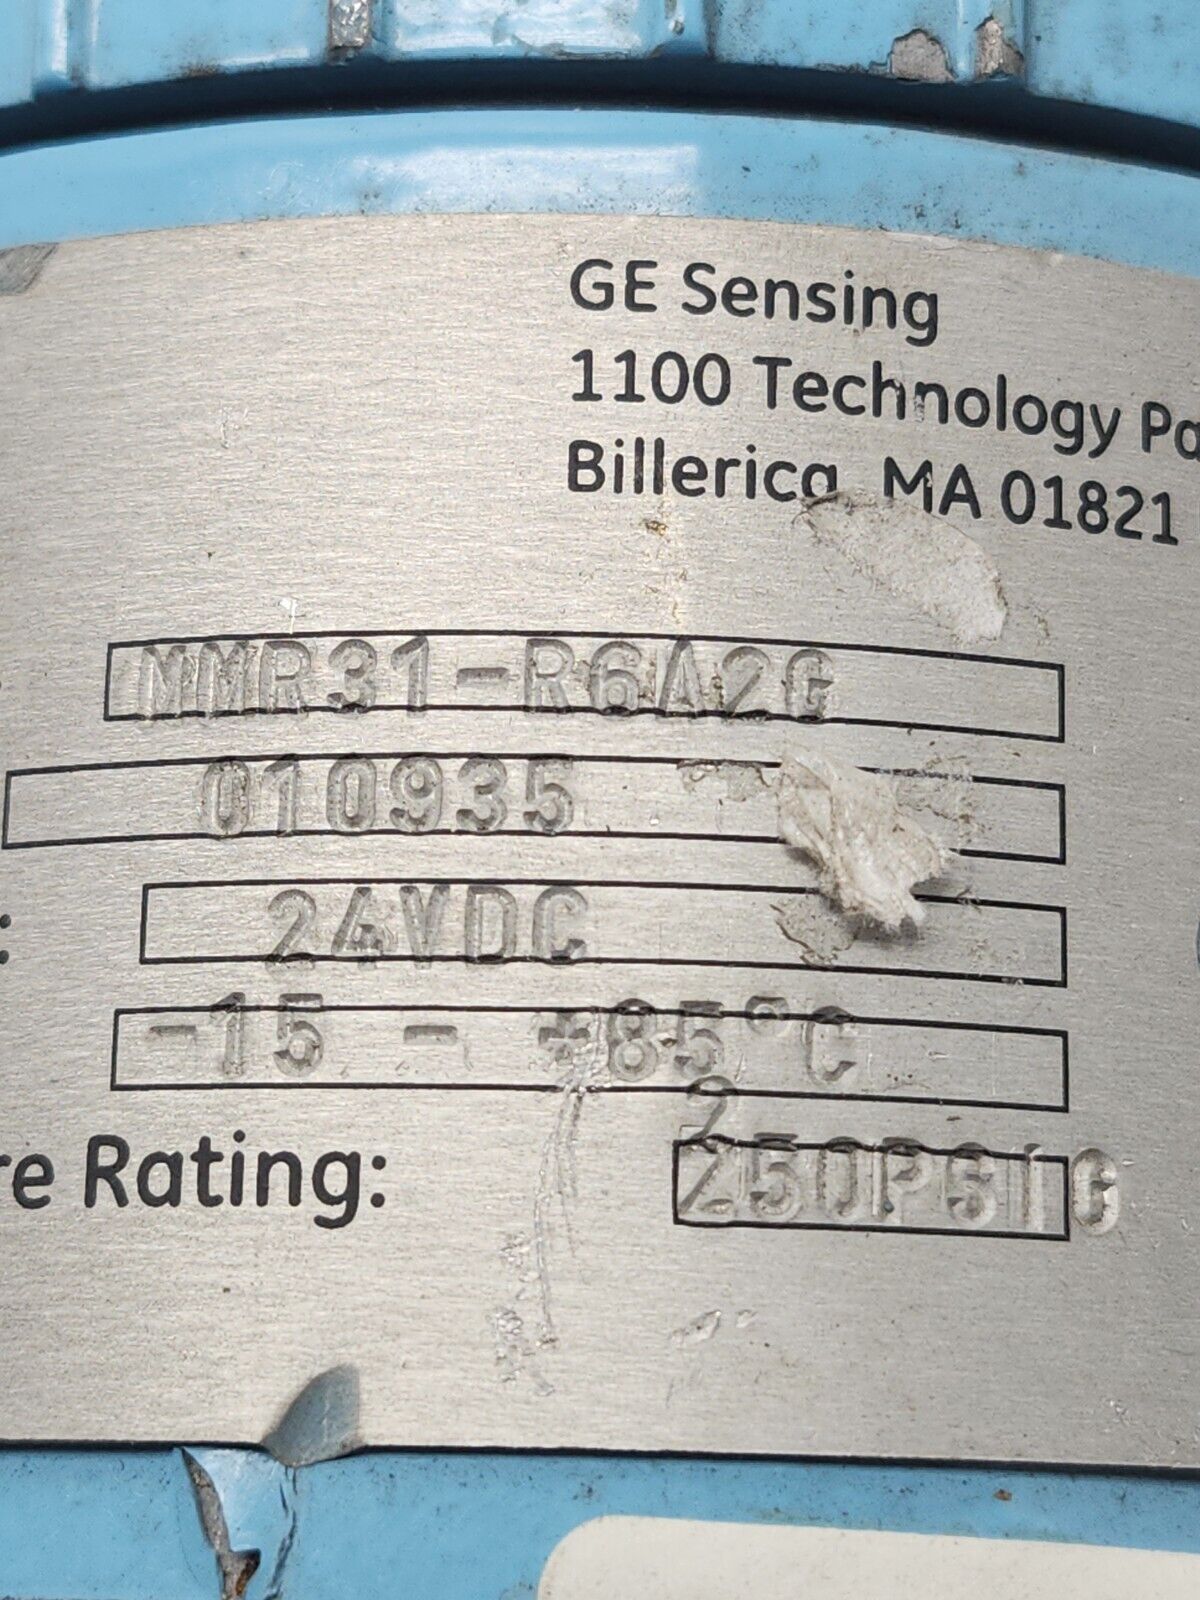 GE Sensing
1100 Technology Pa
Billerica, MA 01821
MMR31-R6A2G
010935
: 24VDC
-15 - +85°C
2
re Rating: 250PSIG